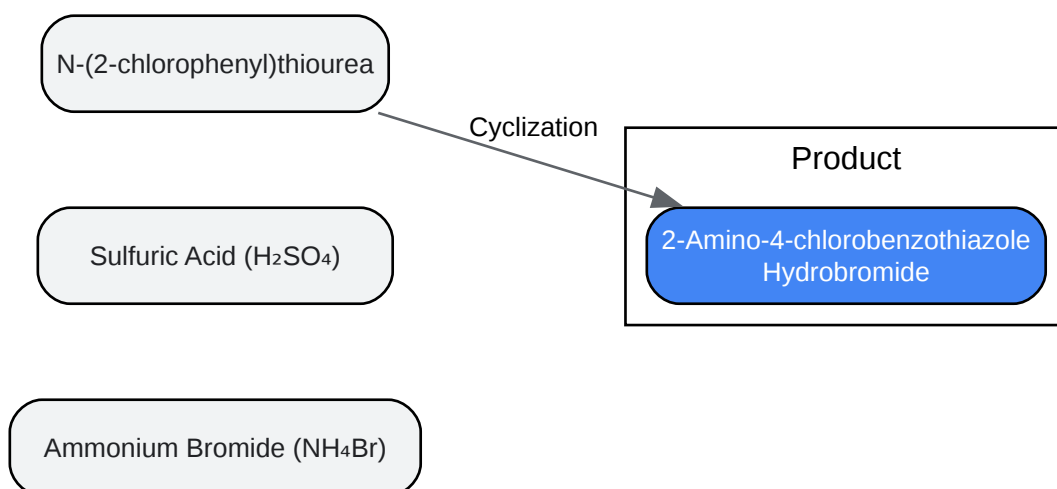 N-(2-chlorophenyl)thiourea
Cyclization
Product
Sulfuric Acid (H₂SO₄)
2-Amino-4-chlorobenzothiazole
Hydrobromide
Ammonium Bromide (NH₄Br)